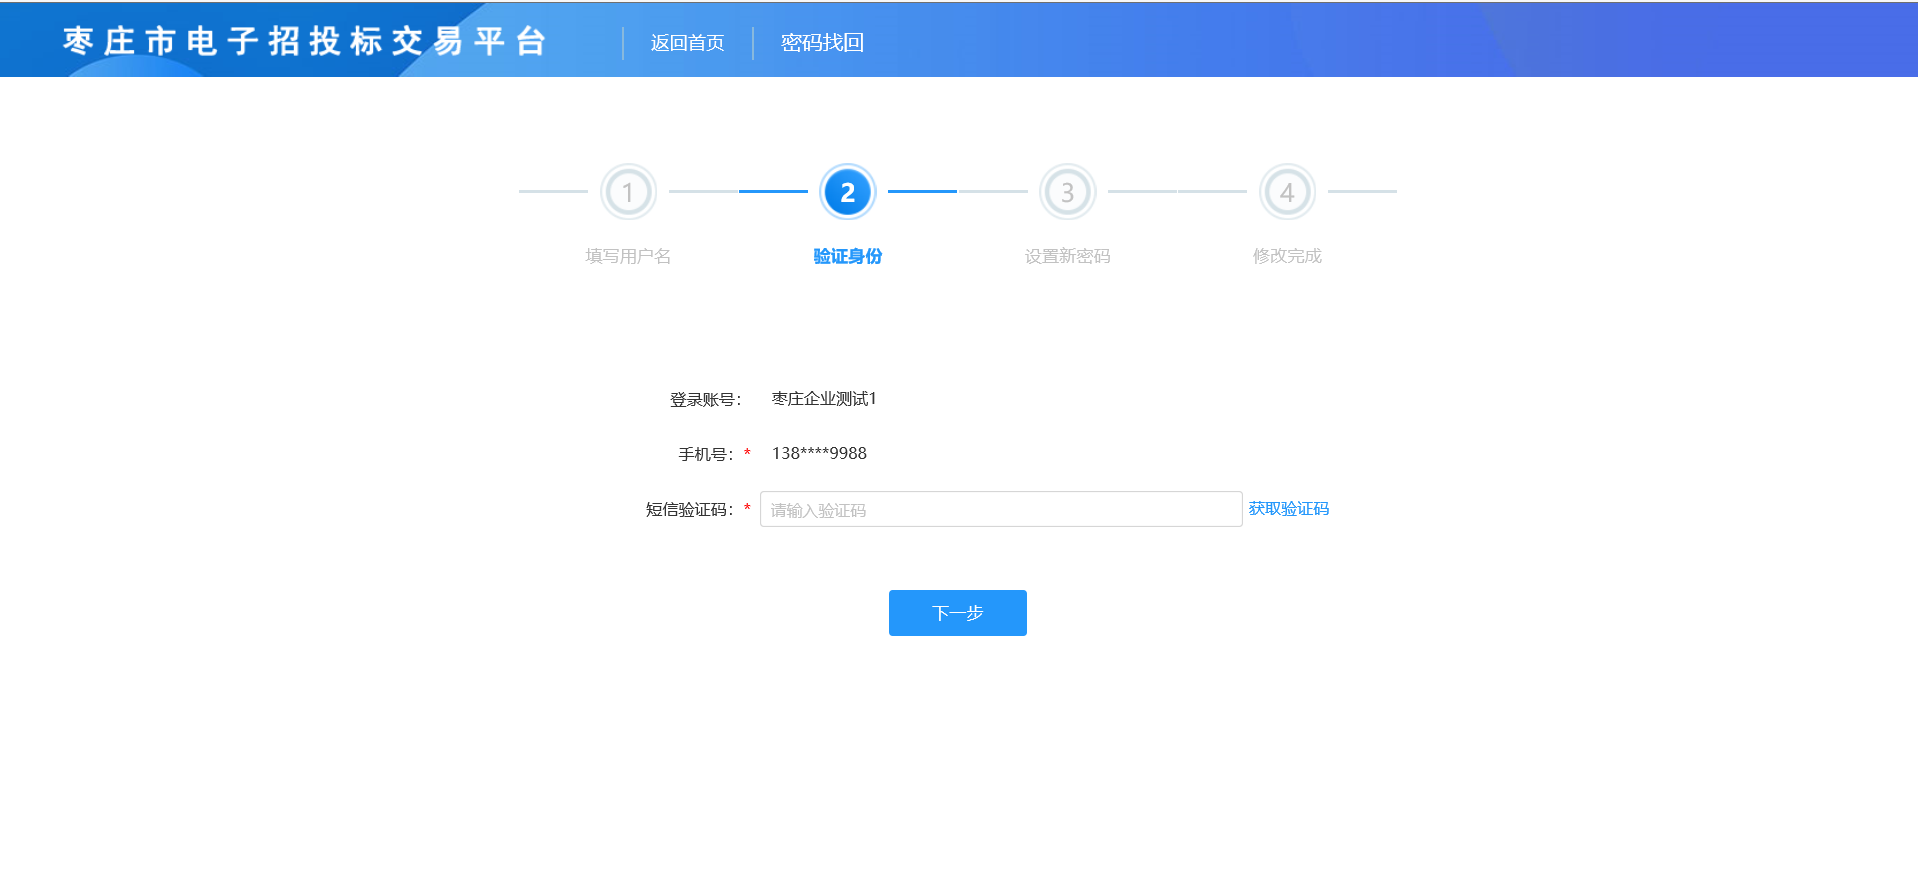 枣庄市电子招投标交易平台 返回首页 密码找回
1 2 3 4
填写用户名 验证身份 设置新密码 修改完成
登录账号： 枣庄企业测试1
手机号：* 138****9988
短信验证码：* 请输入验证码 获取验证码
下一步